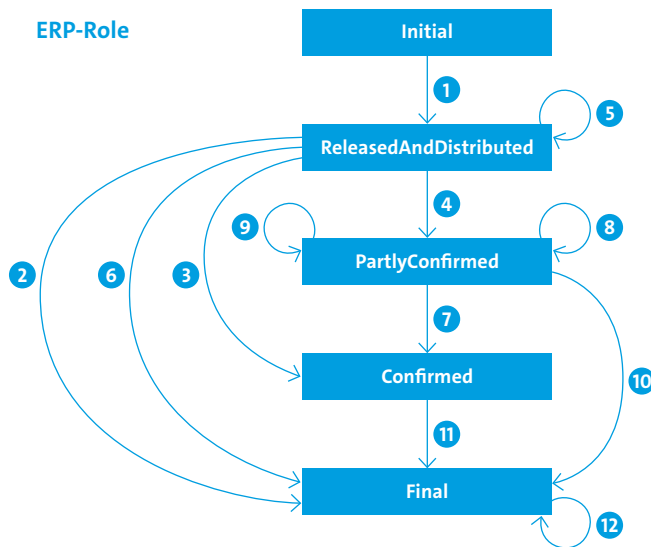 ERP-Role
Initial
1
5
ReleasedAndDistributed
4
9
8
PartlyConfirmed
2
6
3
7
Confirmed
10
11
Final
12